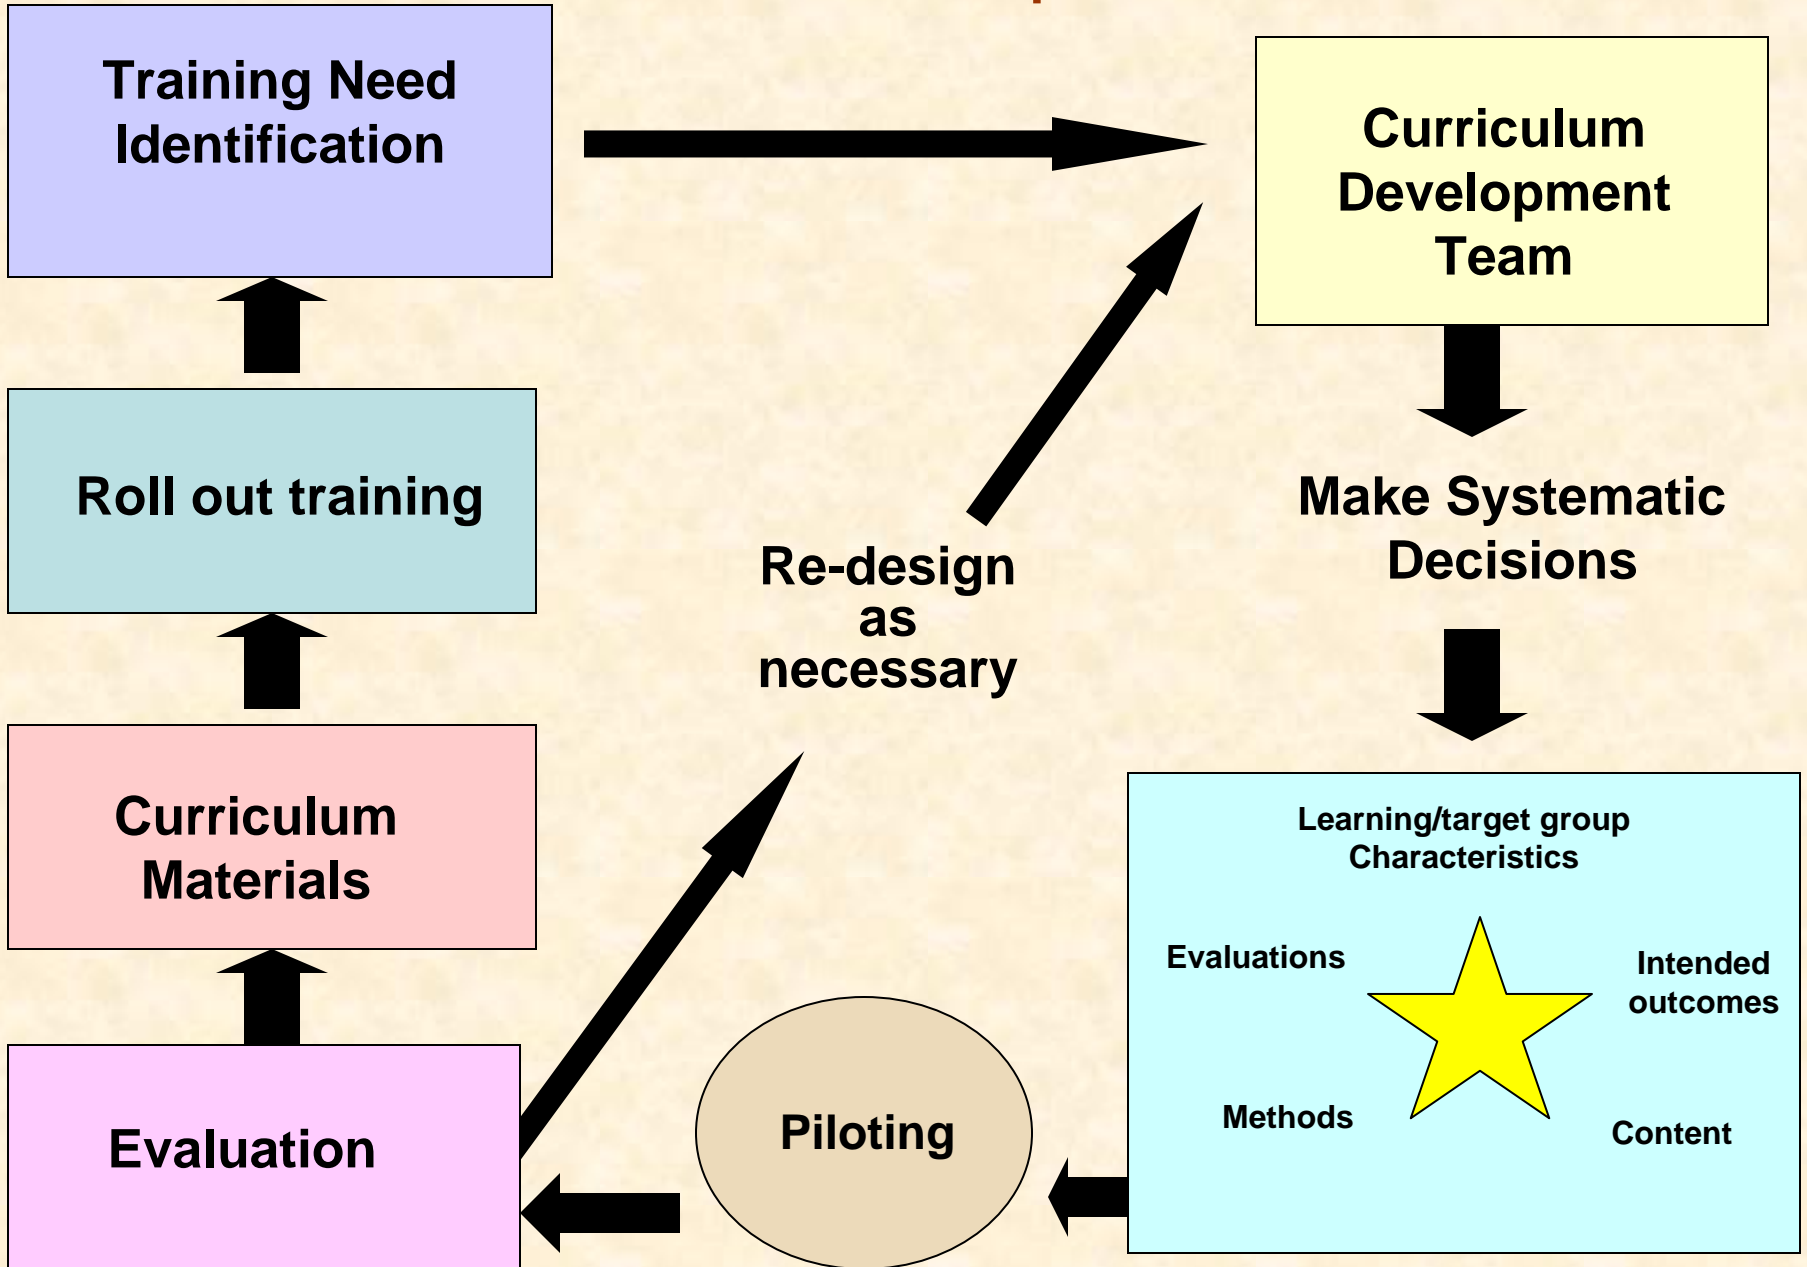 Training Need
Identification
Curriculum
Development
Team
Roll out training
Make Systematic
Decisions
Re-design
as
necessary
Curriculum
Materials
Learning/target group
Characteristics
Evaluations
Intended
outcomes
Methods
Content
Piloting
Evaluation